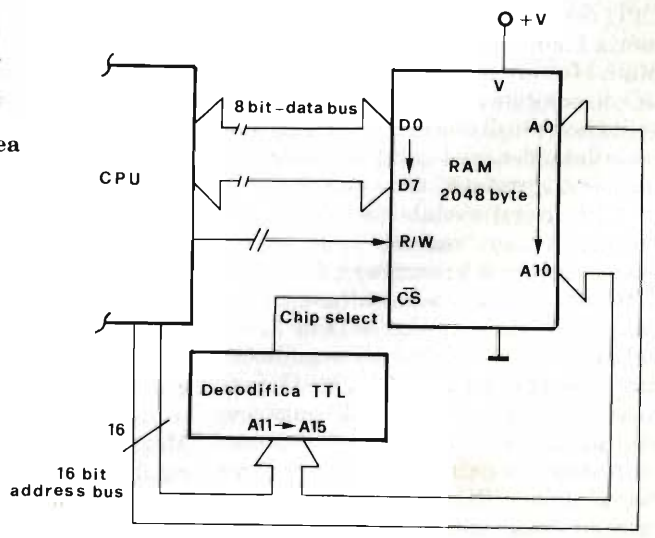 +V
V
8 bit-data bus
D0
A0
ea
CPU
RAM
2048 byte
D7
R/W
A10
CS
Chip select
Decodifica TTL
A11→A15
16
16 bit
address bus